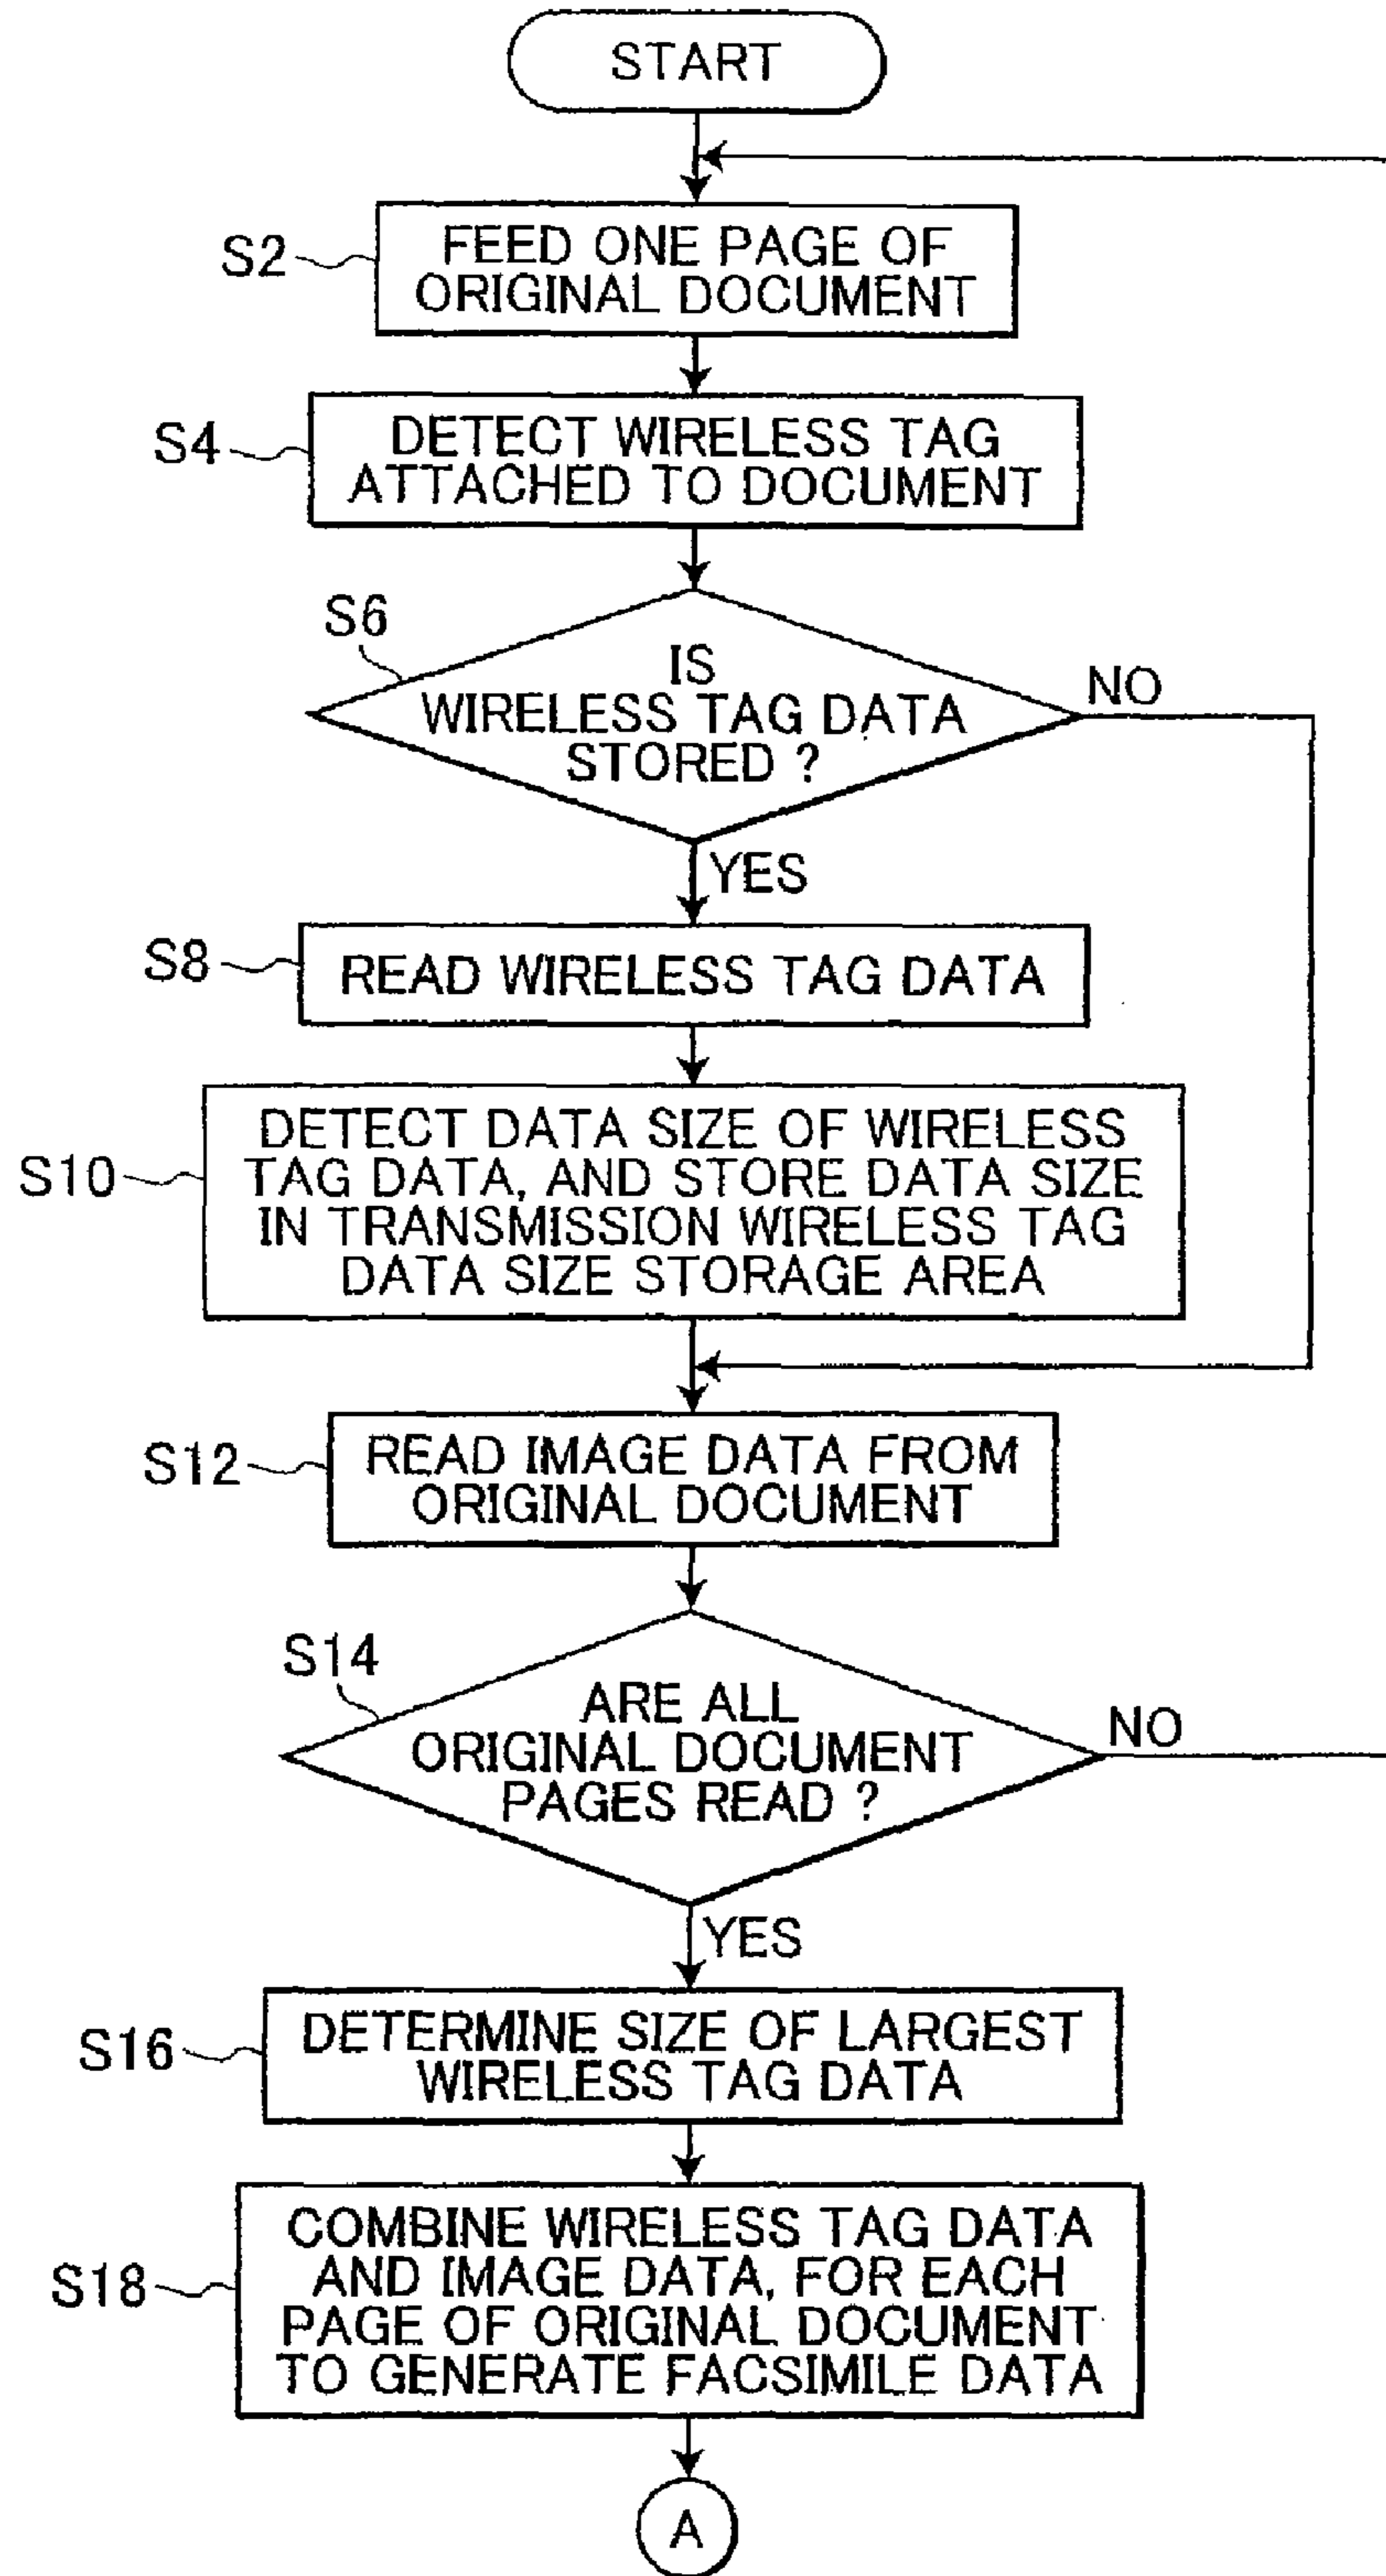 START
S2
FEED ONE PAGE OF
ORIGINAL DOCUMENT
S4
DETECT WIRELESS TAG
ATTACHED TO DOCUMENT
S6
IS
WIRELESS TAG DATA
STORED ?
NO
YES
S8
READ WIRELESS TAG DATA
S10
DETECT DATA SIZE OF WIRELESS
TAG DATA, AND STORE DATA SIZE
IN TRANSMISSION WIRELESS TAG
DATA SIZE STORAGE AREA
S12
READ IMAGE DATA FROM
ORIGINAL DOCUMENT
S14
ARE ALL
ORIGINAL DOCUMENT
PAGES READ ?
NO
YES
S16
DETERMINE SIZE OF LARGEST
WIRELESS TAG DATA
S18
COMBINE WIRELESS TAG DATA
AND IMAGE DATA, FOR EACH
PAGE OF ORIGINAL DOCUMENT
TO GENERATE FACSIMILE DATA
A